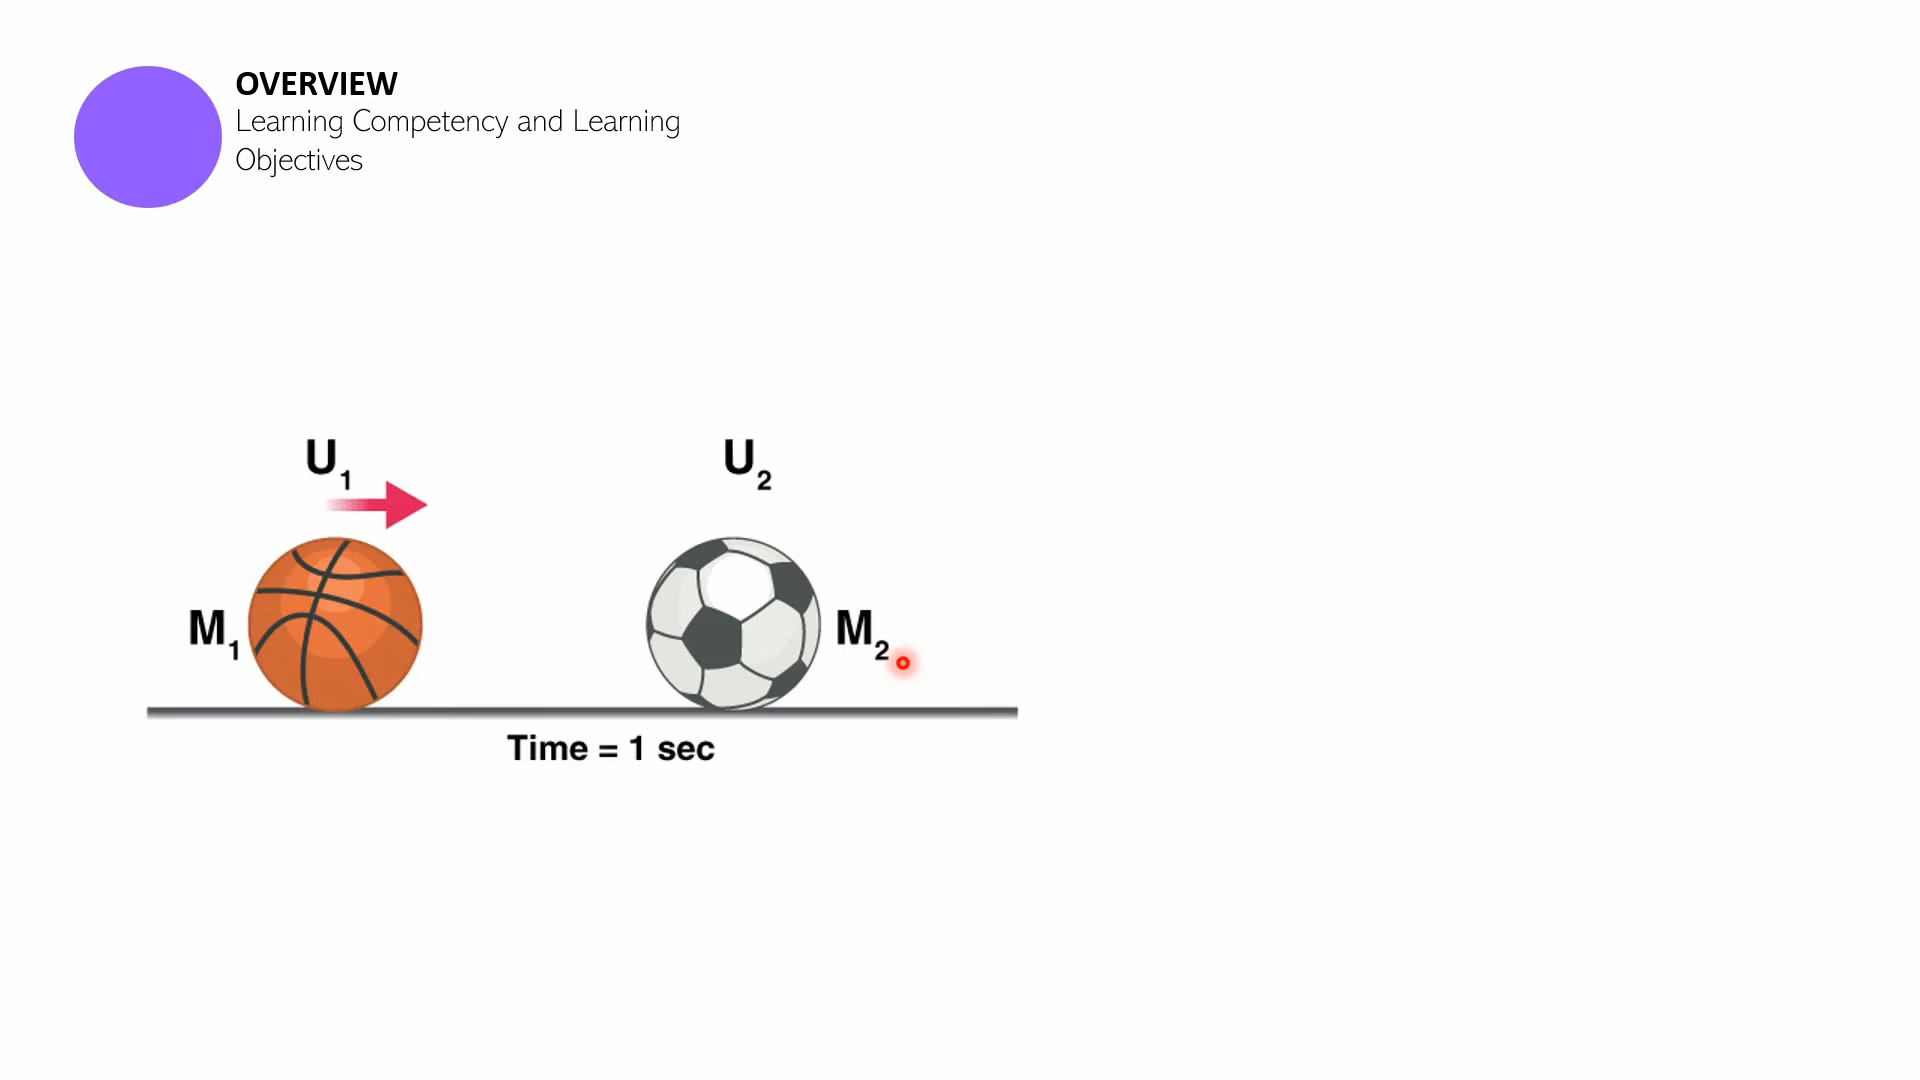 OVERVIEW
Learning Competency and Learning
Objectives
U₁
U₂
M₁
M₂
Time = 1 sec